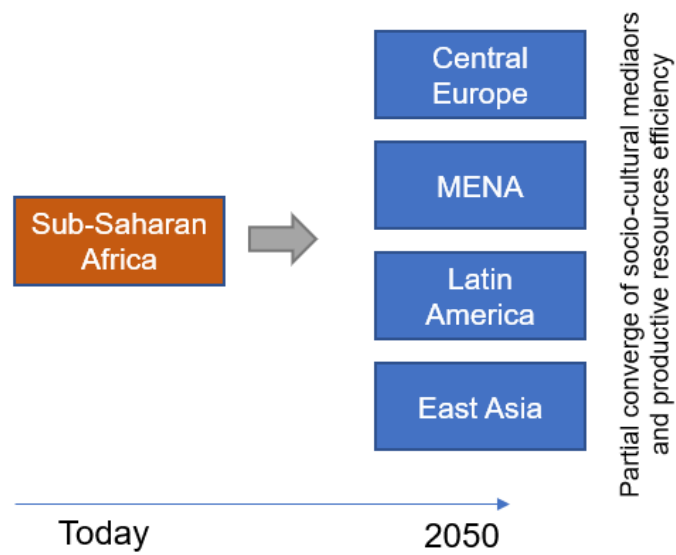 Sub-Saharan
Africa
Central
Europe
MENA
Latin
America
East Asia
Partial converge of socio-cultural mediaors
and productive resources efficiency
Today
2050